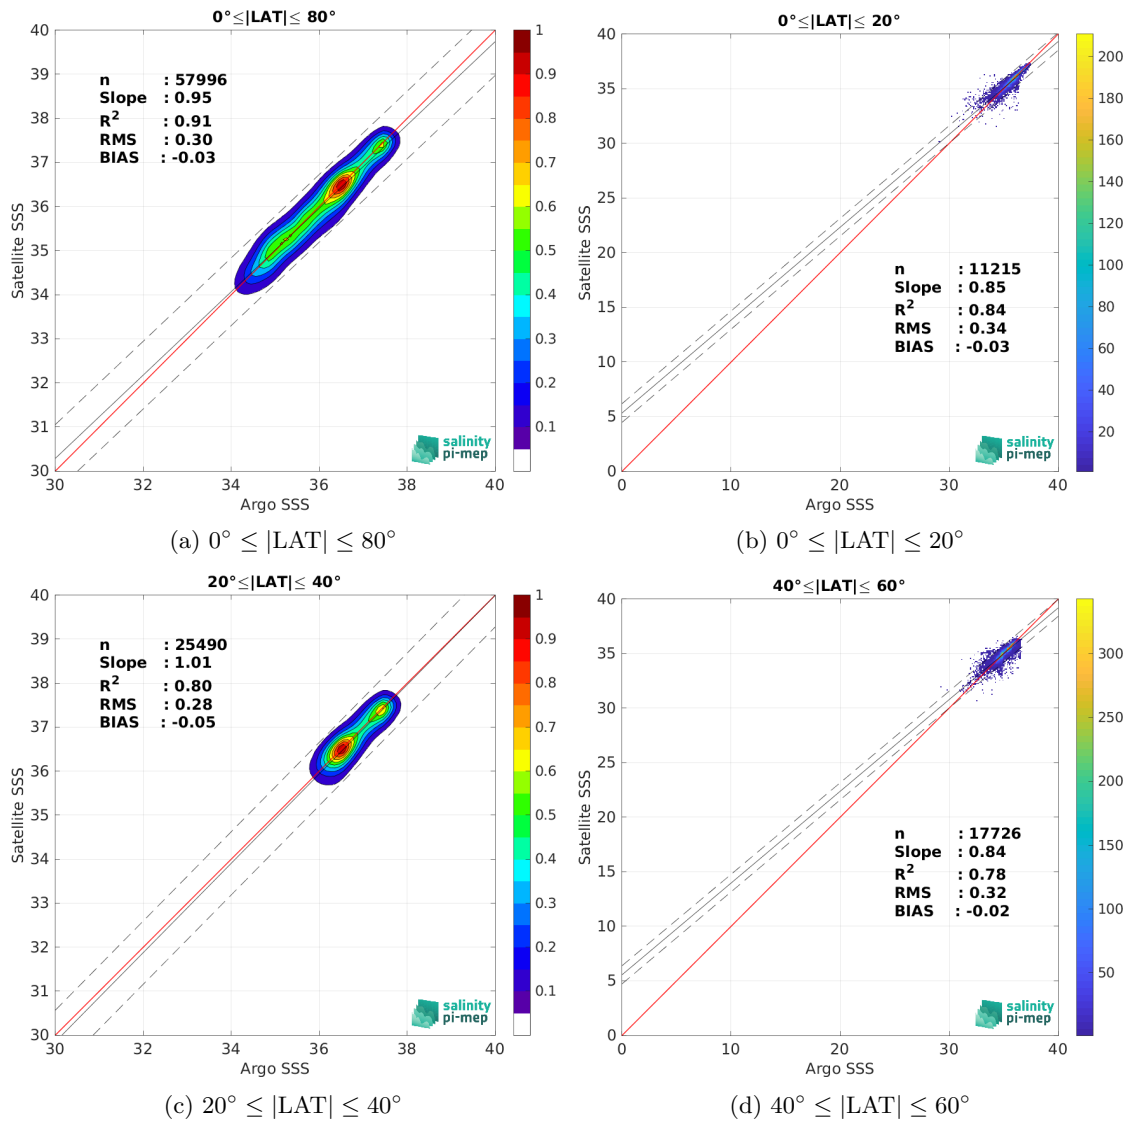 0°≤|LAT|≤ 80°
40
39
38
37
36
35
34
33
32
31
30
30 32 34 36 38 40
Satellite SSS
Argo SSS
n : 57996
Slope : 0.95
R² : 0.91
RMS : 0.30
BIAS : -0.03
salinity
pi-mep
1
0.9
0.8
0.7
0.6
0.5
0.4
0.3
0.2
0.1
(a) 0° ≤ |LAT| ≤ 80°
0°≤|LAT|≤ 20°
40
35
30
25
20
15
10
5
0
0 10 20 30 40
Satellite SSS
Argo SSS
n : 11215
Slope : 0.85
R² : 0.84
RMS : 0.34
BIAS : -0.03
salinity
pi-mep
200
180
160
140
120
100
80
60
40
20
(b) 0° ≤ |LAT| ≤ 20°
20°≤|LAT|≤ 40°
40
39
38
37
36
35
34
33
32
31
30
30 32 34 36 38 40
Satellite SSS
Argo SSS
n : 25490
Slope : 1.01
R² : 0.80
RMS : 0.28
BIAS : -0.05
salinity
pi-mep
1
0.9
0.8
0.7
0.6
0.5
0.4
0.3
0.2
0.1
(c) 20° ≤ |LAT| ≤ 40°
40°≤|LAT|≤ 60°
40
35
30
25
20
15
10
5
0
0 10 20 30 40
Satellite SSS
Argo SSS
n : 17726
Slope : 0.84
R² : 0.78
RMS : 0.32
BIAS : -0.02
salinity
pi-mep
300
250
200
150
100
50
(d) 40° ≤ |LAT| ≤ 60°